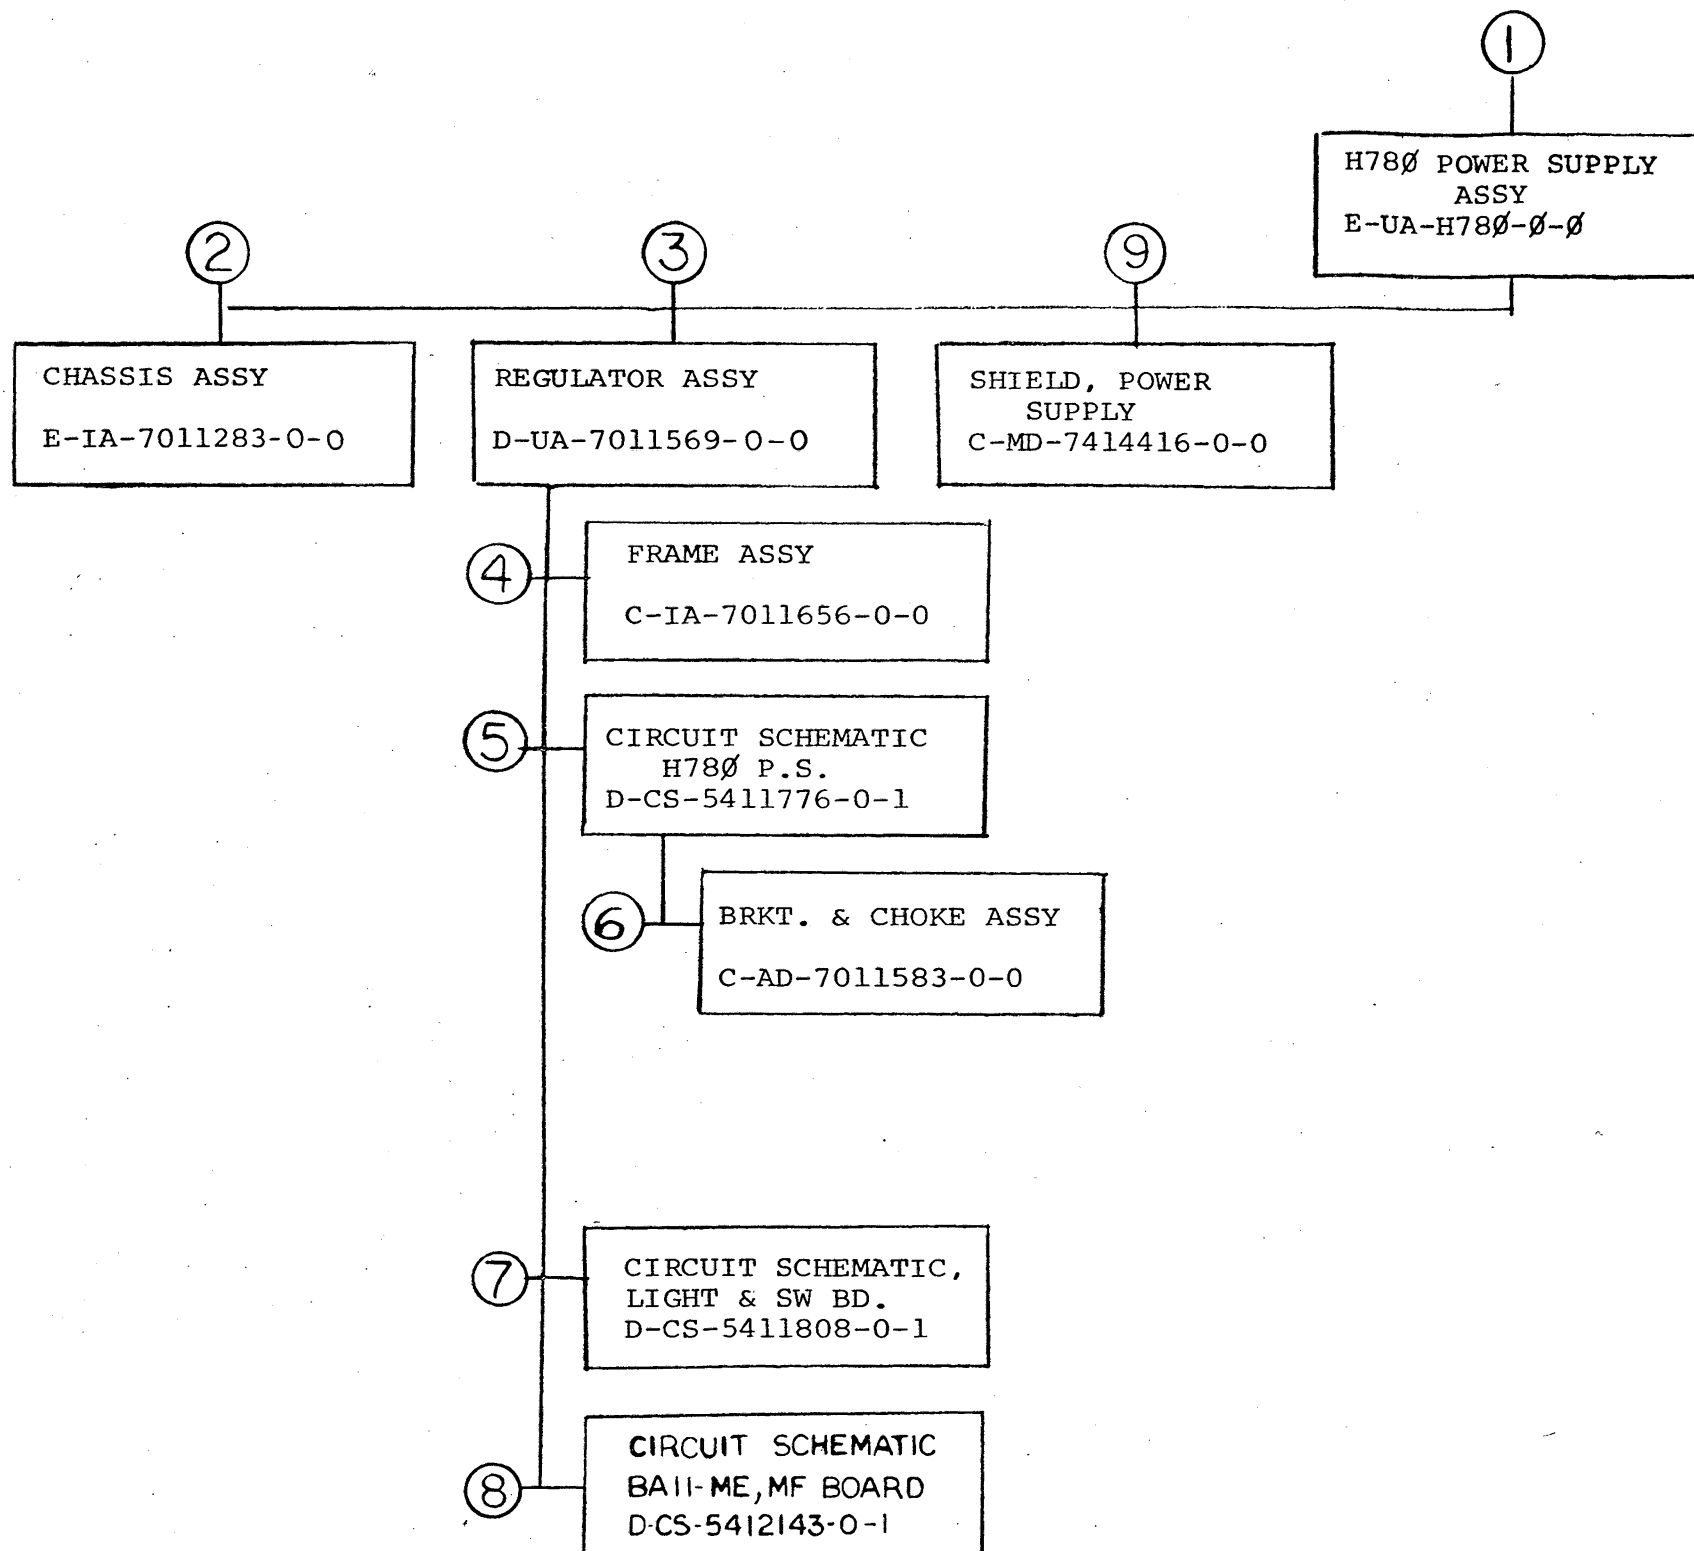 1
H78Ø POWER SUPPLY
ASSY
E-UA-H78Ø-Ø-Ø
2
CHASSIS ASSY
E-IA-7011283-0-0
3
REGULATOR ASSY
D-UA-7011569-0-0
9
SHIELD, POWER
SUPPLY
C-MD-7414416-0-0
4
FRAME ASSY
C-IA-7011656-0-0
5
CIRCUIT SCHEMATIC
H78Ø P.S.
D-CS-5411776-0-1
6
BRKT. & CHOKE ASSY
C-AD-7011583-0-0
7
CIRCUIT SCHEMATIC,
LIGHT & SW BD.
D-CS-5411808-0-1
8
CIRCUIT SCHEMATIC
BA11-ME,MF BOARD
D-CS-5412143-0-1